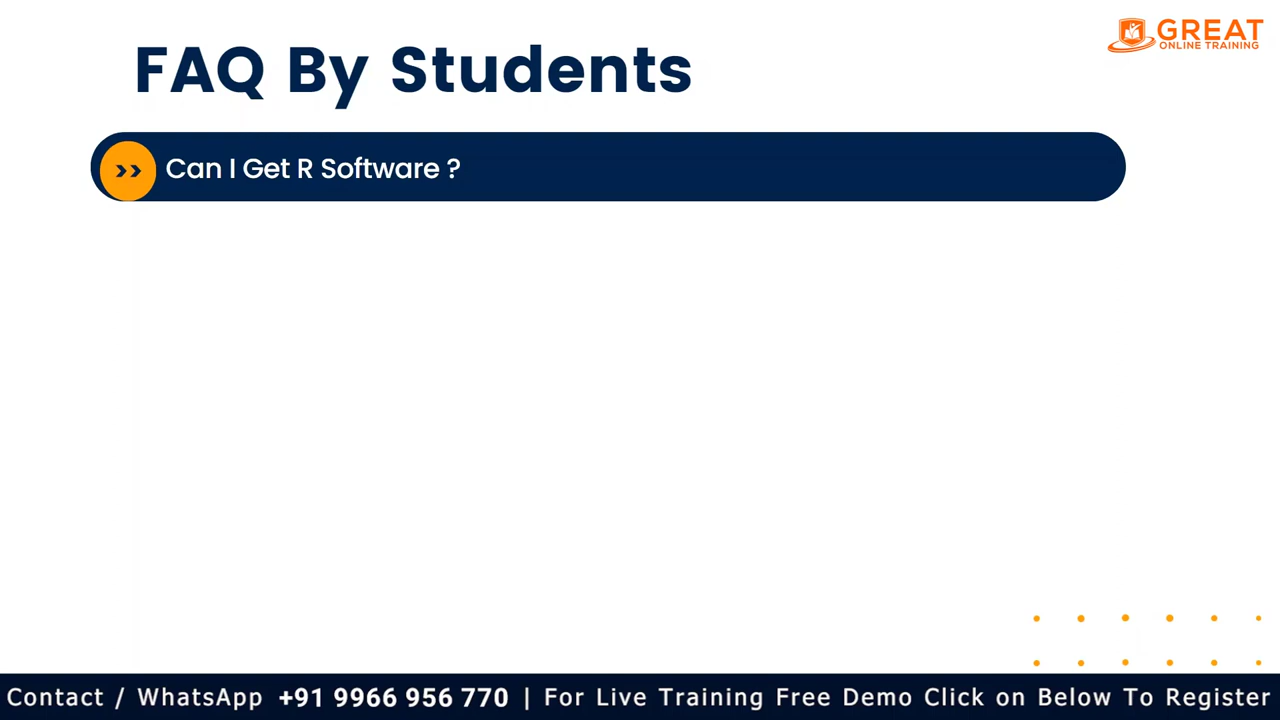 GREAT
ONLINE TRAINING
FAQ By Students
>> Can I Get R Software ?
Contact / WhatsApp +91 9966 956 770 | For Live Training Free Demo Click on Below To Register